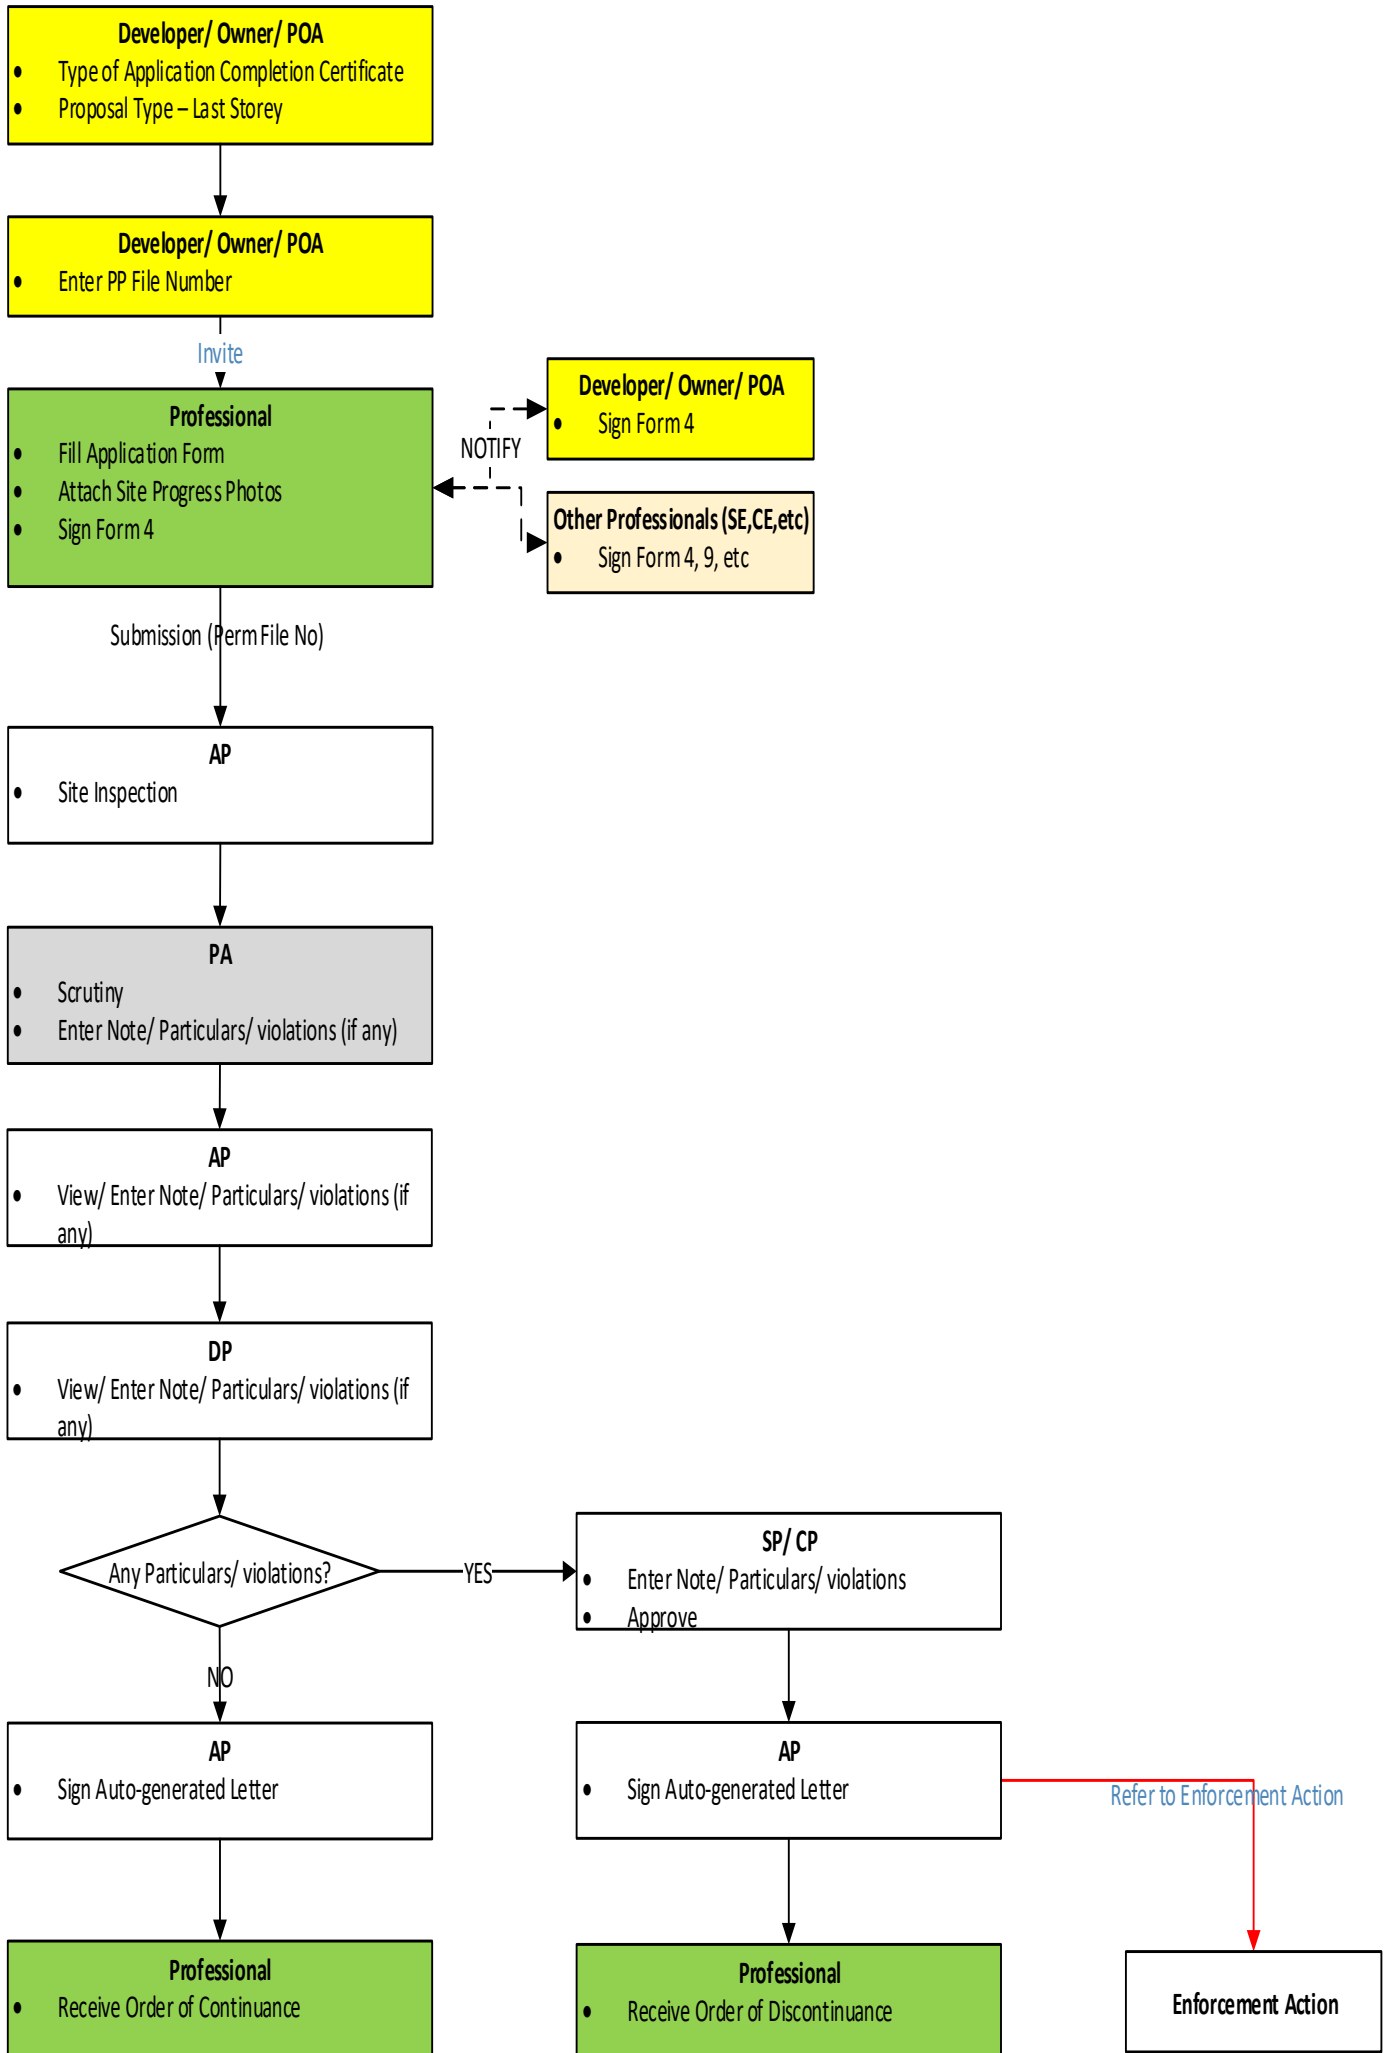 Developer/ Owner/ POA
• Type of Application Completion Certificate
• Proposal Type – Last Storey
Developer/ Owner/ POA
• Enter PP File Number
Invite
Professional
• Fill Application Form
• Attach Site Progress Photos
• Sign Form 4
NOTIFY
Developer/ Owner/ POA
• Sign Form 4
Other Professionals (SE,CE,etc)
• Sign Form 4, 9, etc
Submission (Perm File No)
AP
• Site Inspection
PA
• Scrutiny
• Enter Note/ Particulars/ violations (if any)
AP
• View/ Enter Note/ Particulars/ violations (if
any)
DP
• View/ Enter Note/ Particulars/ violations (if
any)
Any Particulars/ violations?
YES
SP/ CP
• Enter Note/ Particulars/ violations
• Approve
NO
AP
• Sign Auto-generated Letter
AP
• Sign Auto-generated Letter
Refer to Enforcement Action
Professional
• Receive Order of Continuance
Professional
• Receive Order of Discontinuance
Enforcement Action